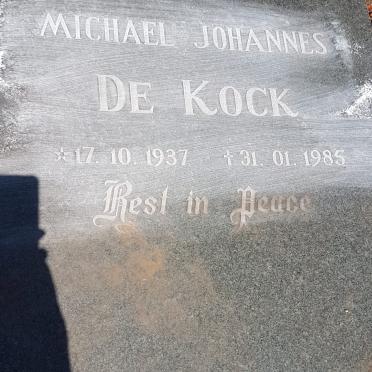 MICHAEL JOHANNES
DE KOCK
☆17. 10. 1937 †31. 01. 1985
Rest in Peace